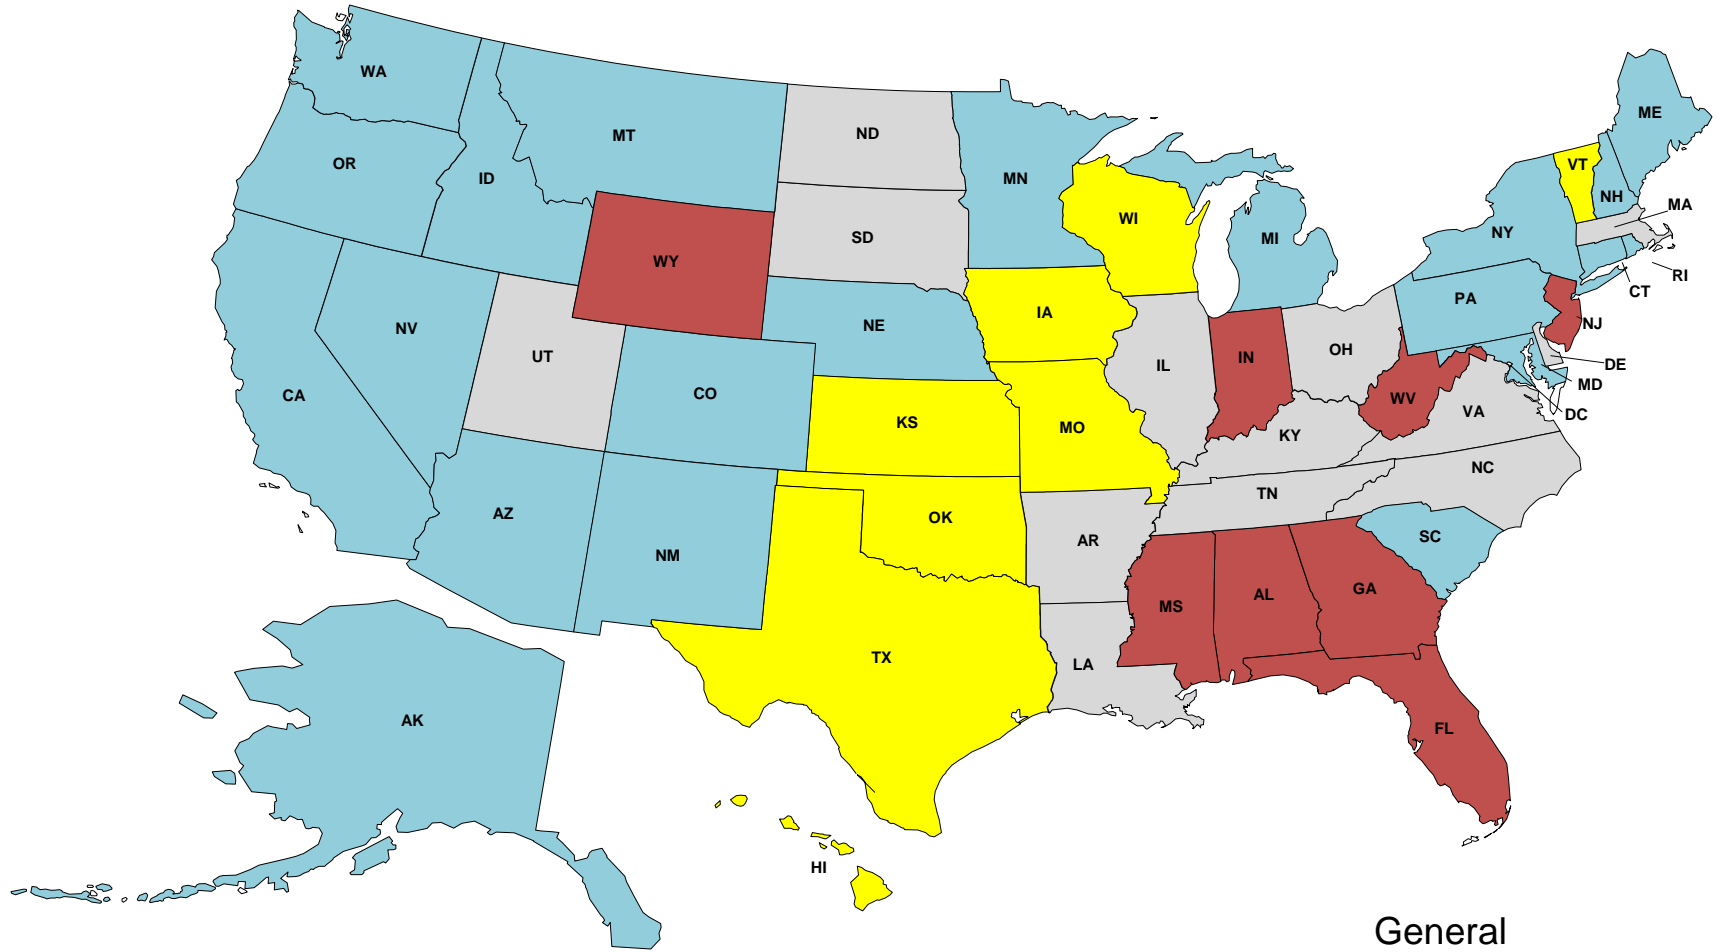 WA
MT
ND
ME
OR
ID
MN
VT
NH
MA
WI
SD
NY
MI
WY
RI
CT
PA
IA
NE
NV
NJ
OH
UT
IN
IL
DE
MD
CO
CA
WV
DC
VA
KS
MO
KY
NC
TN
AZ
OK
SC
AR
NM
GA
AL
MS
TX
LA
AK
FL
HI
General